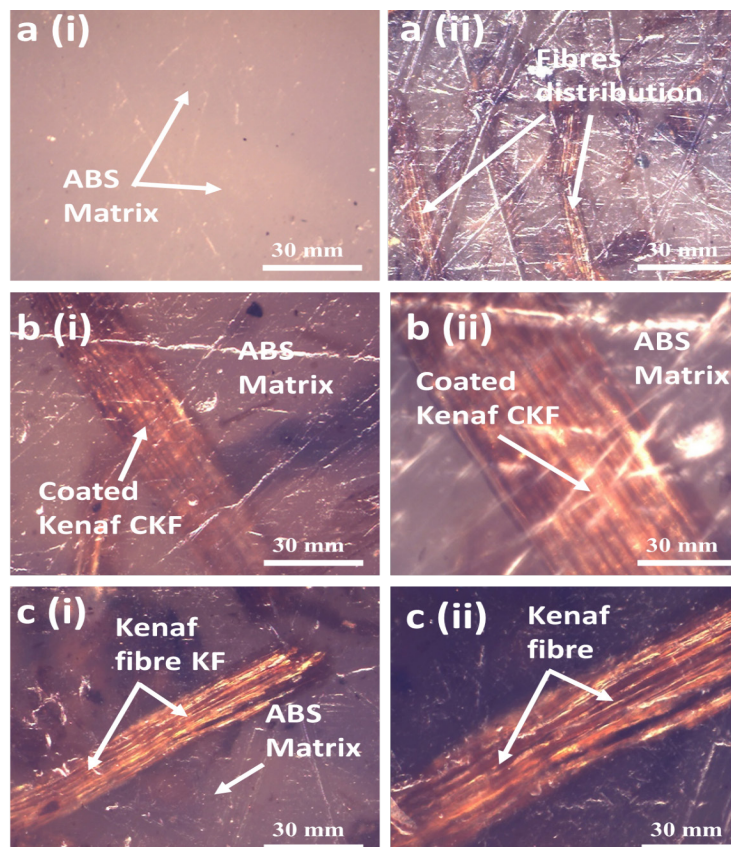 a (i)
ABS
Matrix
30 mm
a (ii)
Fibres
distribution
30 mm
b (i)
ABS
Matrix
Coated
Kenaf CKF
30 mm
b (ii)
ABS
Matrix
Coated
Kenaf CKF
30 mm
c (i)
Kenaf
fibre KF
ABS
Matrix
30 mm
c (ii)
Kenaf
fibre
30 mm